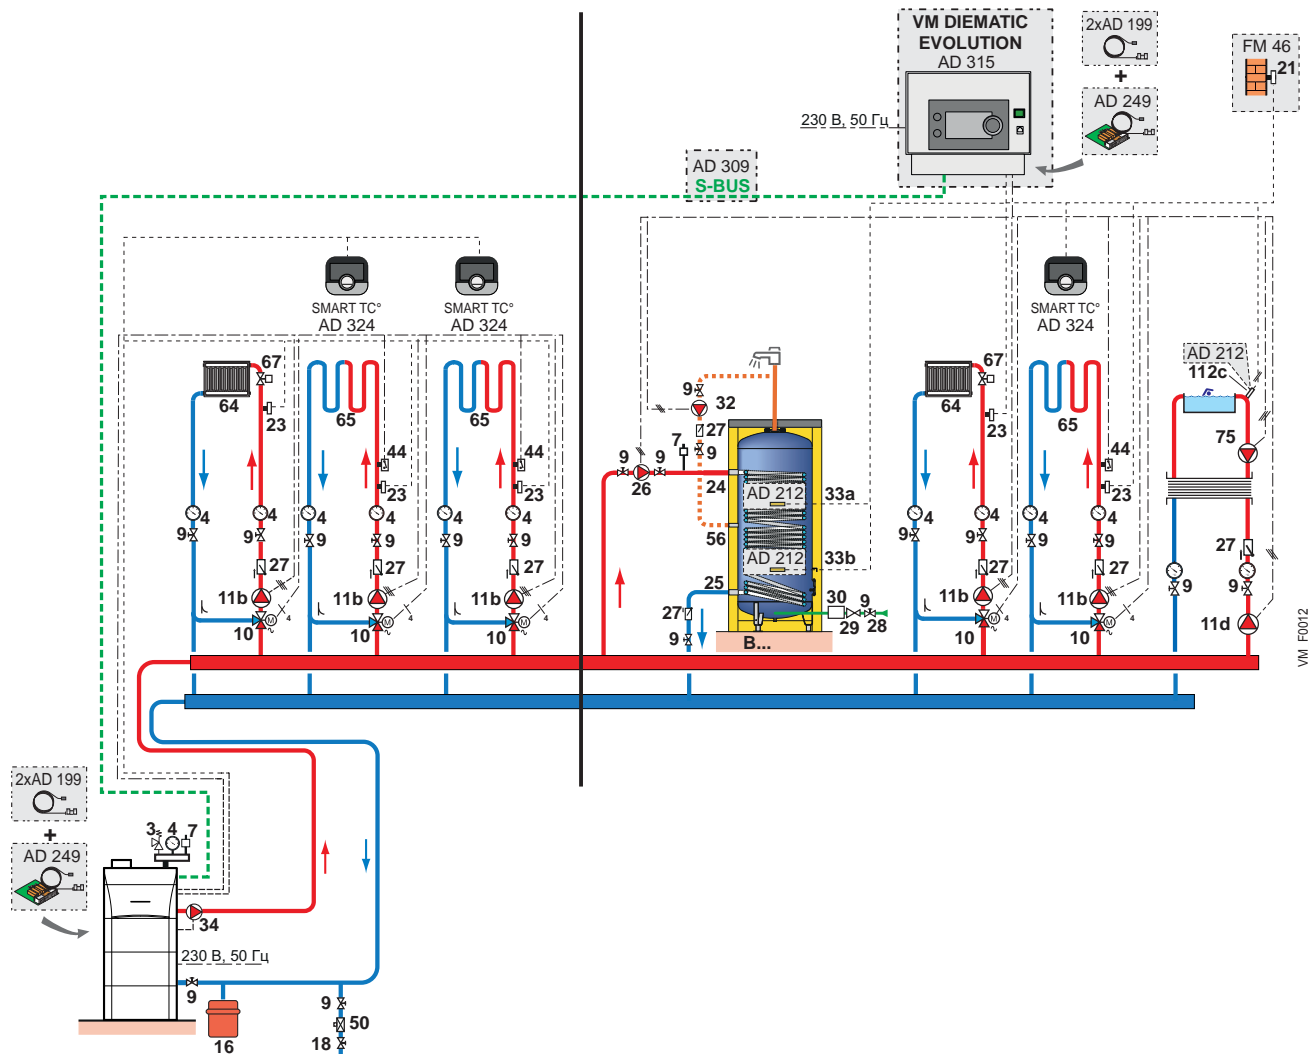 VM DIEMATIC
EVOLUTION
AD 315
2xAD 199
+
AD 249
FM 46
21
230 В, 50 Гц
AD 309
S-BUS
SMART TC°
AD 324
SMART TC°
AD 324
SMART TC°
AD 324
AD 212
112c
67
64
23
65
44
23
65
44
23
9
32
27
7
9
9
9
26
24
AD 212
33a
56
AD 212
33b
25
27
9
30
29
9
28
B...
67
64
23
65
44
23
75
4
4
4
4
4
4
4
4
4
4
9
9
9
9
9
9
9
9
9
9
27
27
27
27
27
27
9
9
11b
11b
11b
11b
11b
11d
10
10
10
10
10
M
4
M
4
M
4
M
4
M
4
VM_F0012
2xAD 199
+
AD 249
3
4
7
34
230 В, 50 Гц
9
16
9
50
18